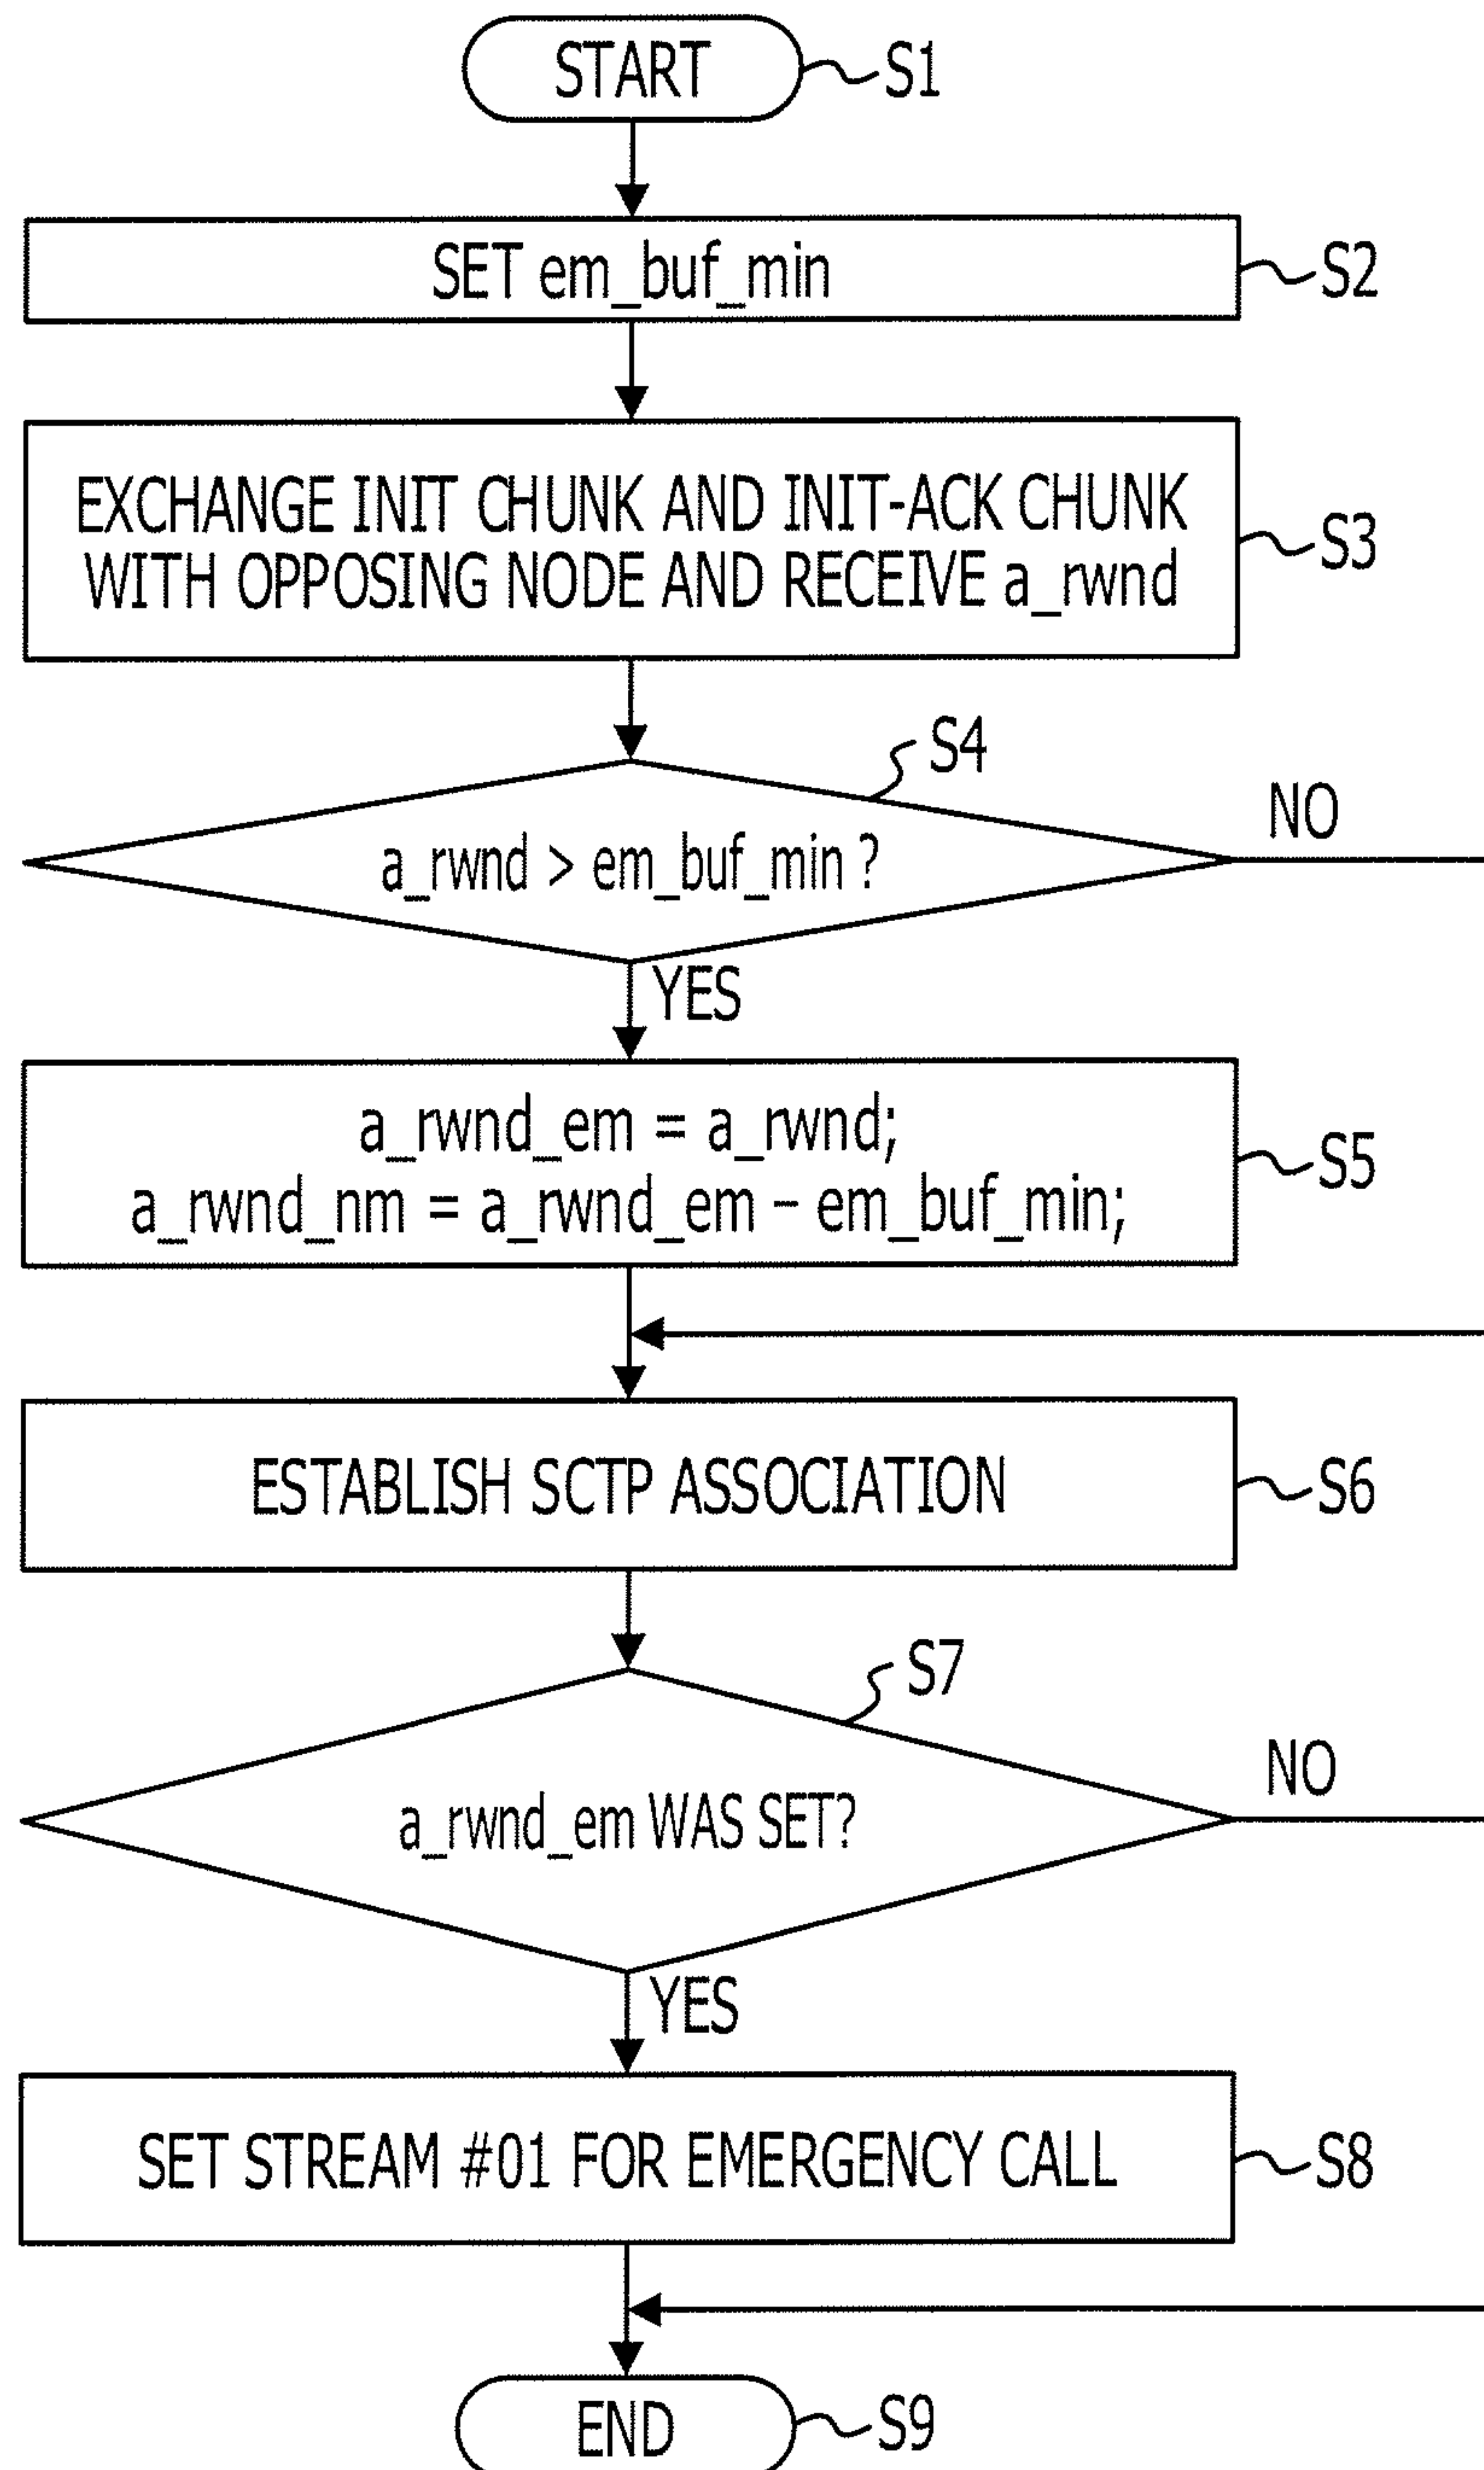 START
S1
SET em_buf_min
S2
EXCHANGE INIT CHUNK AND INIT-ACK CHUNK
WITH OPPOSING NODE AND RECEIVE a_rwnd
S3
S4
a_rwnd > em_buf_min ?
NO
YES
a_rwnd_em = a_rwnd;
a_rwnd_nm = a_rwnd_em – em_buf_min;
S5
ESTABLISH SCTP ASSOCIATION
S6
S7
a_rwnd_em WAS SET?
NO
YES
SET STREAM #01 FOR EMERGENCY CALL
S8
END
S9